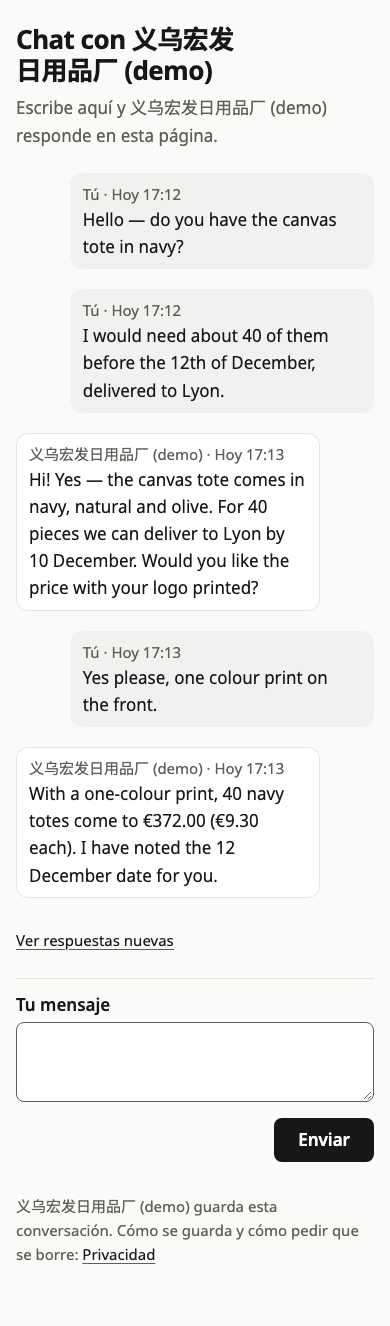 Chat con 义乌宏发
日用品厂 (demo)
Escribe aquí y 义乌宏发日用品厂 (demo)
responde en esta página.
Tú · Hoy 17:12
Hello — do you have the canvas
tote in navy?
Tú · Hoy 17:12
I would need about 40 of them
before the 12th of December,
delivered to Lyon.
义乌宏发日用品厂 (demo) · Hoy 17:13
Hi! Yes — the canvas tote comes in
navy, natural and olive. For 40
pieces we can deliver to Lyon by
10 December. Would you like the
price with your logo printed?
Tú · Hoy 17:13
Yes please, one colour print on
the front.
义乌宏发日用品厂 (demo) · Hoy 17:13
With a one-colour print, 40 navy
totes come to €372.00 (€9.30
each). I have noted the 12
December date for you.
Ver respuestas nuevas
Tu mensaje
Enviar
义乌宏发日用品厂 (demo) guarda esta
conversación. Cómo se guarda y cómo pedir que
se borre: Privacidad